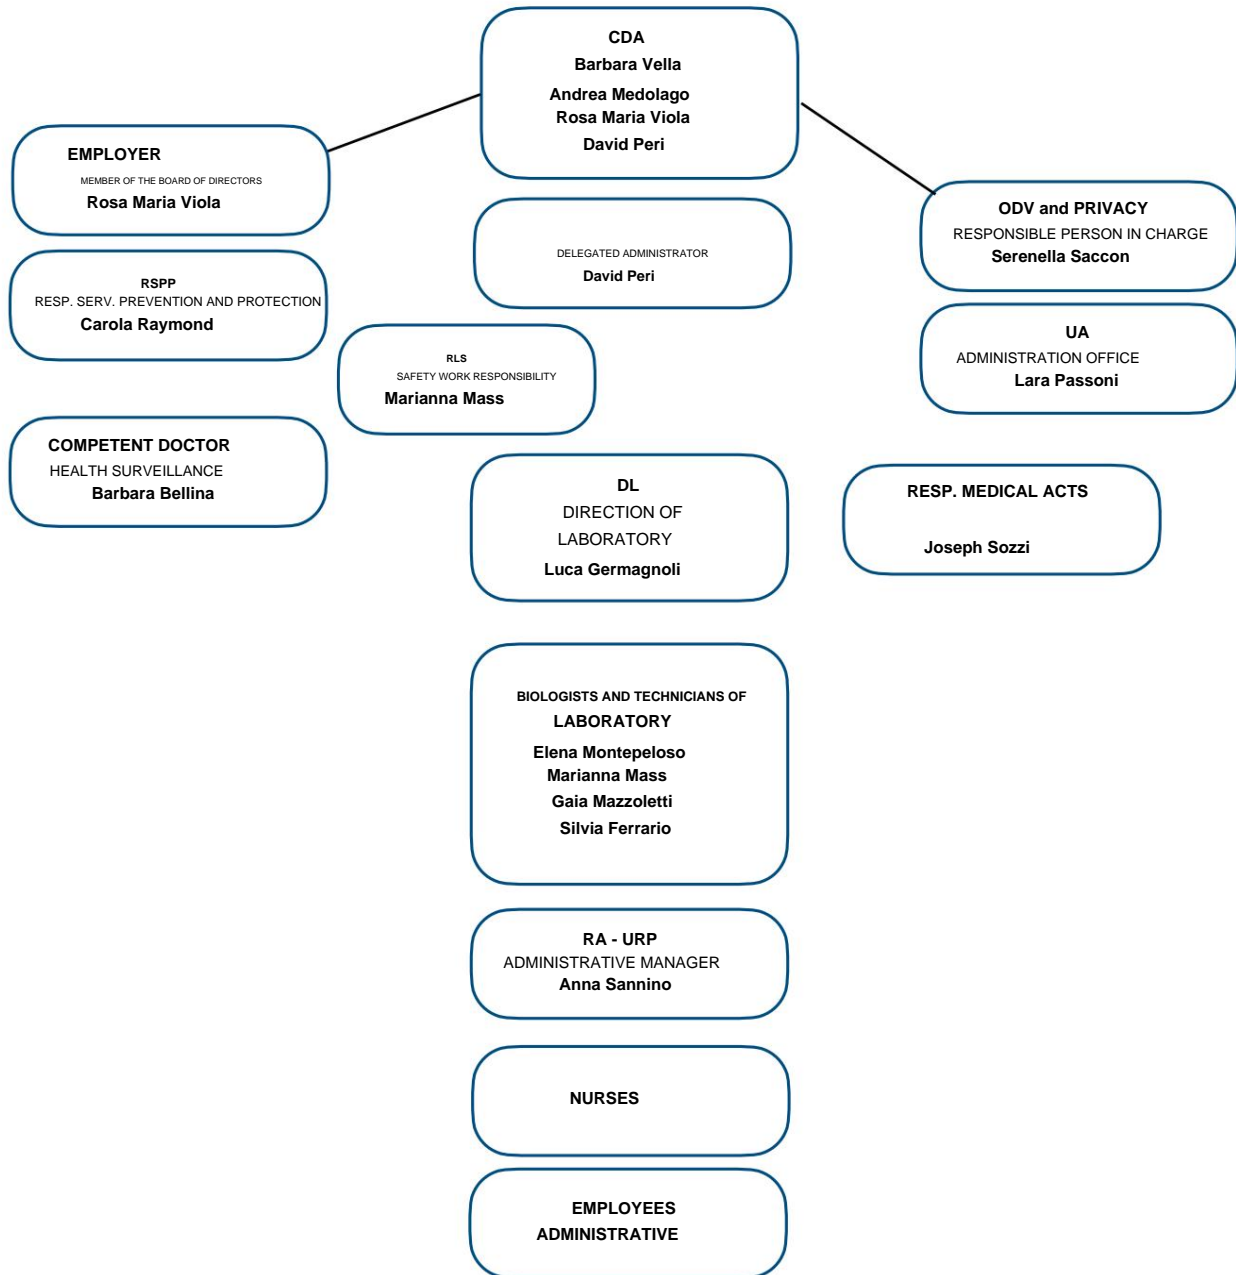 CDA
Barbara Vella
Andrea Medolago
Rosa Maria Viola
David Peri
EMPLOYER
MEMBER OF THE BOARD OF DIRECTORS
Rosa Maria Viola
ODV and PRIVACY
RESPONSIBLE PERSON IN CHARGE
Serenella Saccon
DELEGATED ADMINISTRATOR
David Peri
RSPP
RESP. SERV. PREVENTION AND PROTECTION
Carola Raymond
UA
ADMINISTRATION OFFICE
Lara Passoni
RLS
SAFETY WORK RESPONSIBILITY
Marianna Mass
COMPETENT DOCTOR
HEALTH SURVEILLANCE
Barbara Bellina
DL
DIRECTION OF
LABORATORY
Luca Germagnoli
RESP. MEDICAL ACTS
Joseph Sozzi
BIOLOGISTS AND TECHNICIANS OF
LABORATORY
Elena Montepeloso
Marianna Mass
Gaia Mazzoletti
Silvia Ferrario
RA - URP
ADMINISTRATIVE MANAGER
Anna Sannino
NURSES
EMPLOYEES
ADMINISTRATIVE